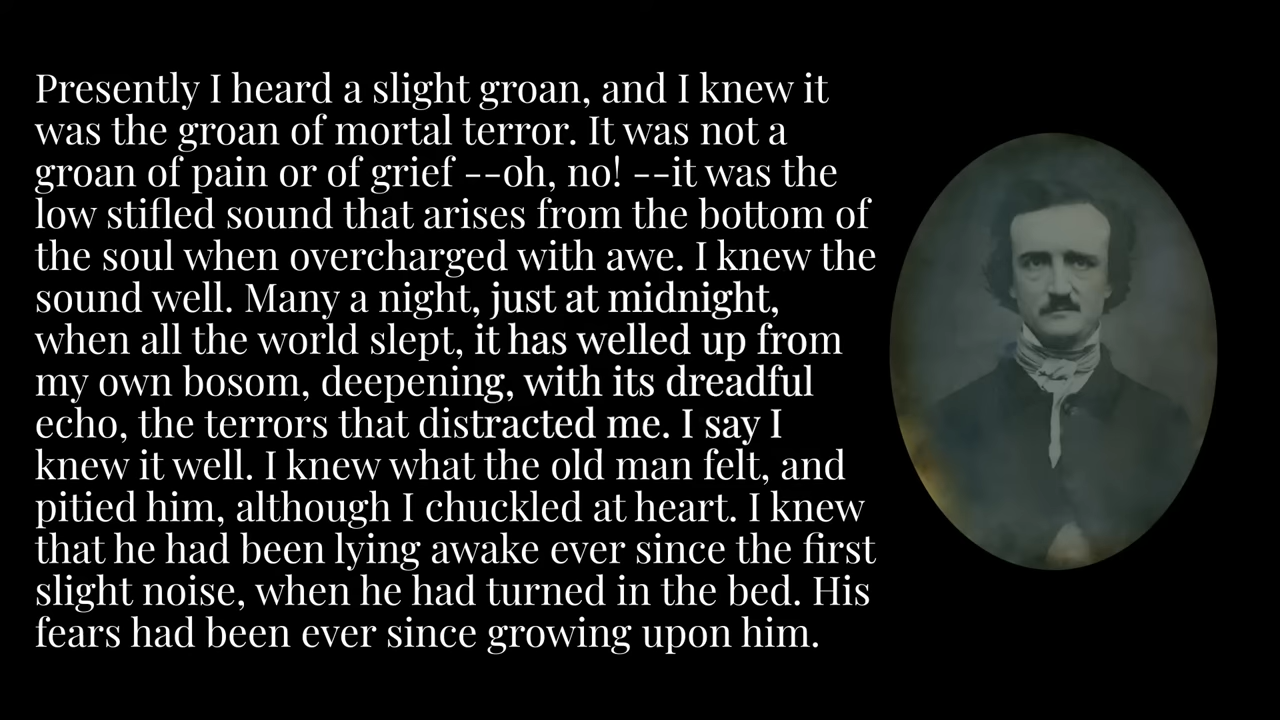 Presently I heard a slight groan, and I knew it
was the groan of mortal terror. It was not a
groan of pain or of grief --oh, no! --it was the
low stifled sound that arises from the bottom of
the soul when overcharged with awe. I knew the
sound well. Many a night, just at midnight,
when all the world slept, it has welled up from
my own bosom, deepening, with its dreadful
echo, the terrors that distracted me. I say I
knew it well. I knew what the old man felt, and
pitied him, although I chuckled at heart. I knew
that he had been lying awake ever since the first
slight noise, when he had turned in the bed. His
fears had been ever since growing upon him.